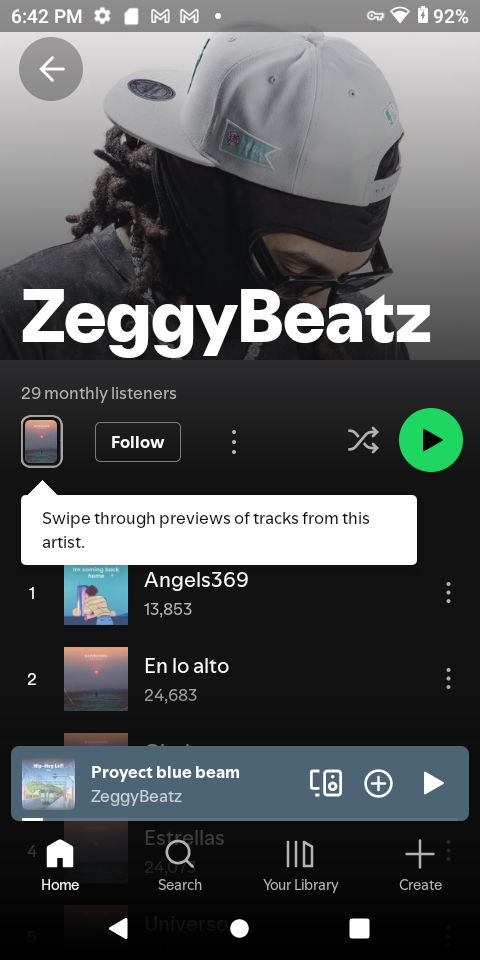 6:42 PM
92%
ZeggyBeatz
29 monthly listeners
Follow
Swipe through previews of tracks from this
artist.
1
Angels369
13,853
2
En lo alto
24,683
Proyect blue beam
ZeggyBeatz
4
Estrellas
24,075
Home
Search
Your Library
Create
5
Universo